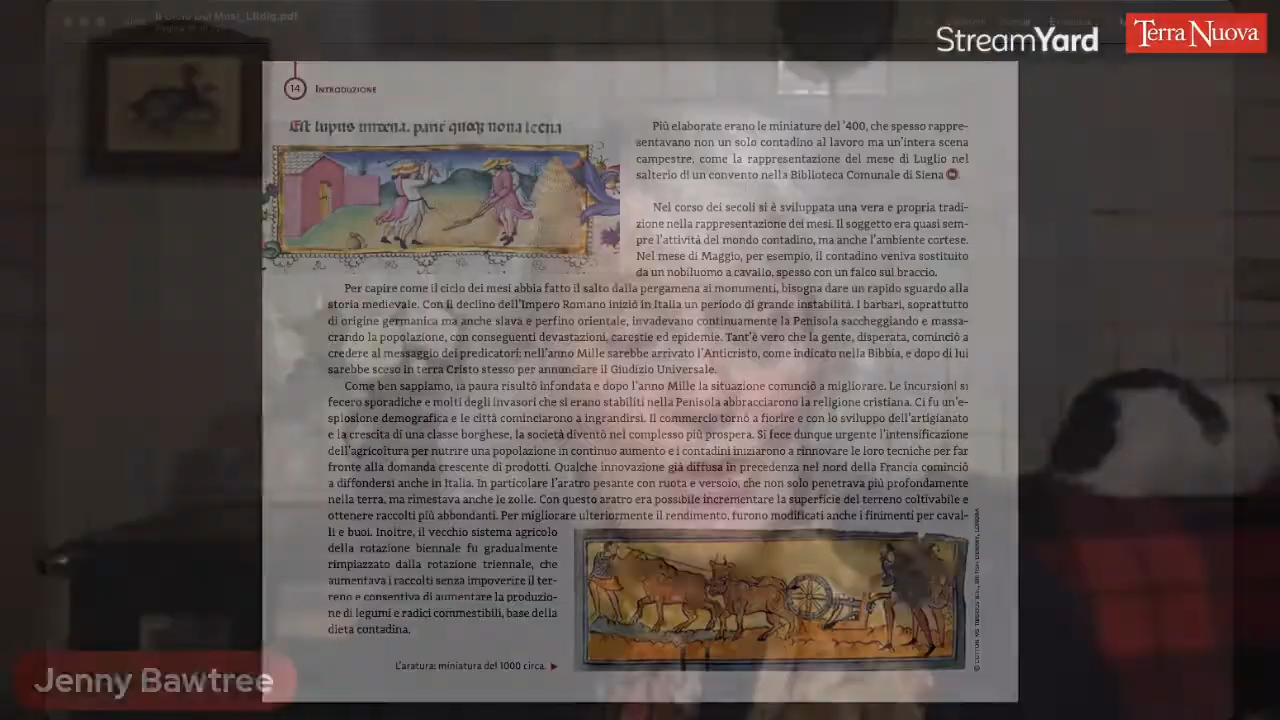 Il Ciclo dei Mesi_LRdig.pdf
StreamYard
Terra Nuova
14 INTRODUZIONE
Più elaborate erano le miniature del '400, che spesso rappre-
sentavano non un solo contadino al lavoro ma un'intera scena
campestre, come la rappresentazione del mese di Luglio nel
salterio di un convento nella Biblioteca Comunale di Siena
Nel corso dei secoli si è sviluppata una vera e propria tradi-
zione nella rappresentazione dei mesi. Il soggetto era quasi sem-
pre l'attività del mondo contadino, ma anche l'ambiente cortese.
Nel mese di Maggio, per esempio, il contadino veniva sostituito
da un nobiluomo a cavallo, spesso con un falco sul braccio.
Per capire come il ciclo dei mesi abbia fatto il salto dalla pergamena ai monumenti, bisogna dare un rapido sguardo alla
storia medievale. Con il declino dell'Impero Romano iniziò in Italia un periodo di grande instabilità. I barbari, soprattutto
di origine germanica ma anche slava e perfino orientale, invadevano continuamente la Penisola saccheggiando e massa-
crando la popolazione, con conseguenti devastazioni, carestie ed epidemie. Tant'è vero che la gente, disperata, cominciò a
credere al messaggio dei predicatori: nell'anno Mille sarebbe arrivato l'Anticristo, come indicato nella Bibbia, e dopo di lui
sarebbe sceso in terra Cristo stesso per annunciare il Giudizio Universale.
Come ben sappiamo, la paura risultò infondata e dopo l'anno Mille la situazione cominciò a migliorare. Le incursioni si
fecero sporadiche e molti degli invasori che si erano stabiliti nella Penisola abbracciarono la religione cristiana. Ci fu un'e-
splosione demografica e le città cominciarono a ingrandirsi. Il commercio tornò a fiorire e con lo sviluppo dell'artigianato
e la crescita di una classe borghese, la società diventò nel complesso più prospera. Si fece dunque urgente l'intensificazione
dell'agricoltura per nutrire una popolazione in continuo aumento e i contadini iniziarono a rinnovare le loro tecniche per far
fronte alla domanda crescente di prodotti. Qualche innovazione già diffusa in precedenza nel nord della Francia cominciò
a diffondersi anche in Italia. In particolare l'aratro pesante con ruota e versoio, che non solo penetrava più profondamente
nella terra, ma rimestava anche le zolle. Con questo aratro era possibile incrementare la superficie del terreno coltivabile e
ottenere raccolti più abbondanti. Per migliorare ulteriormente il rendimento, furono modificati anche i finimenti per caval-
li e buoi. Inoltre, il vecchio sistema agricolo
della rotazione biennale fu gradualmente
rimpiazzato dalla rotazione triennale, che
aumentava i raccolti senza impoverire il ter-
reno e consentiva di aumentare la produzio-
ne di legumi e radici commestibili, base della
dieta contadina.
L'aratura: miniatura del 1000 circa. ▶
Jenny Bawtree